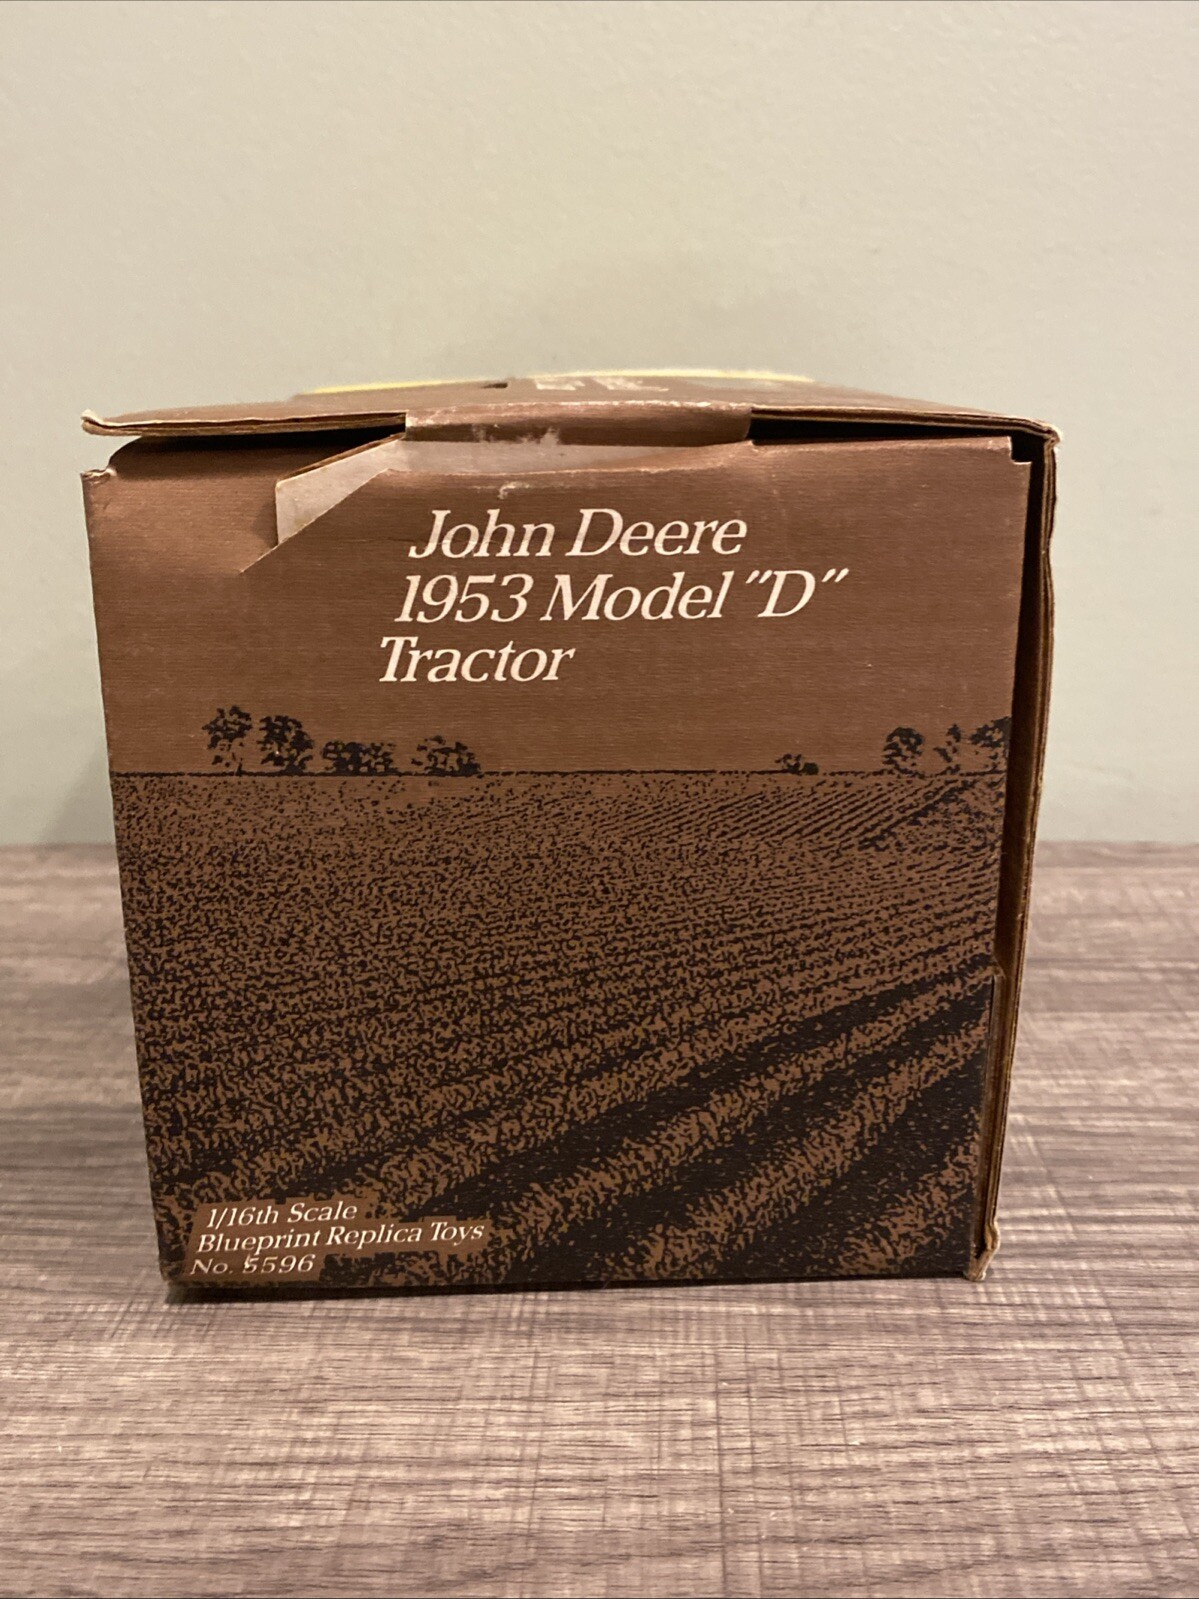 John Deere
1953 Model "D"
Tractor
1/16th Scale
Blueprint Replica Toys
No. 5596